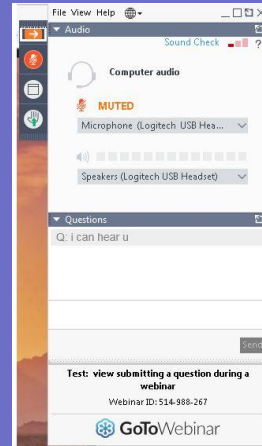 File View Help
Audio
Sound Check
?
Computer audio
MUTED
Microphone (Logitech USB Hea...
Speakers (Logitech USB Headset)
Questions
Q: i can hear u
Send
Test: view submitting a question during a
webinar
Webinar ID: 514-988-267
GoToWebinar